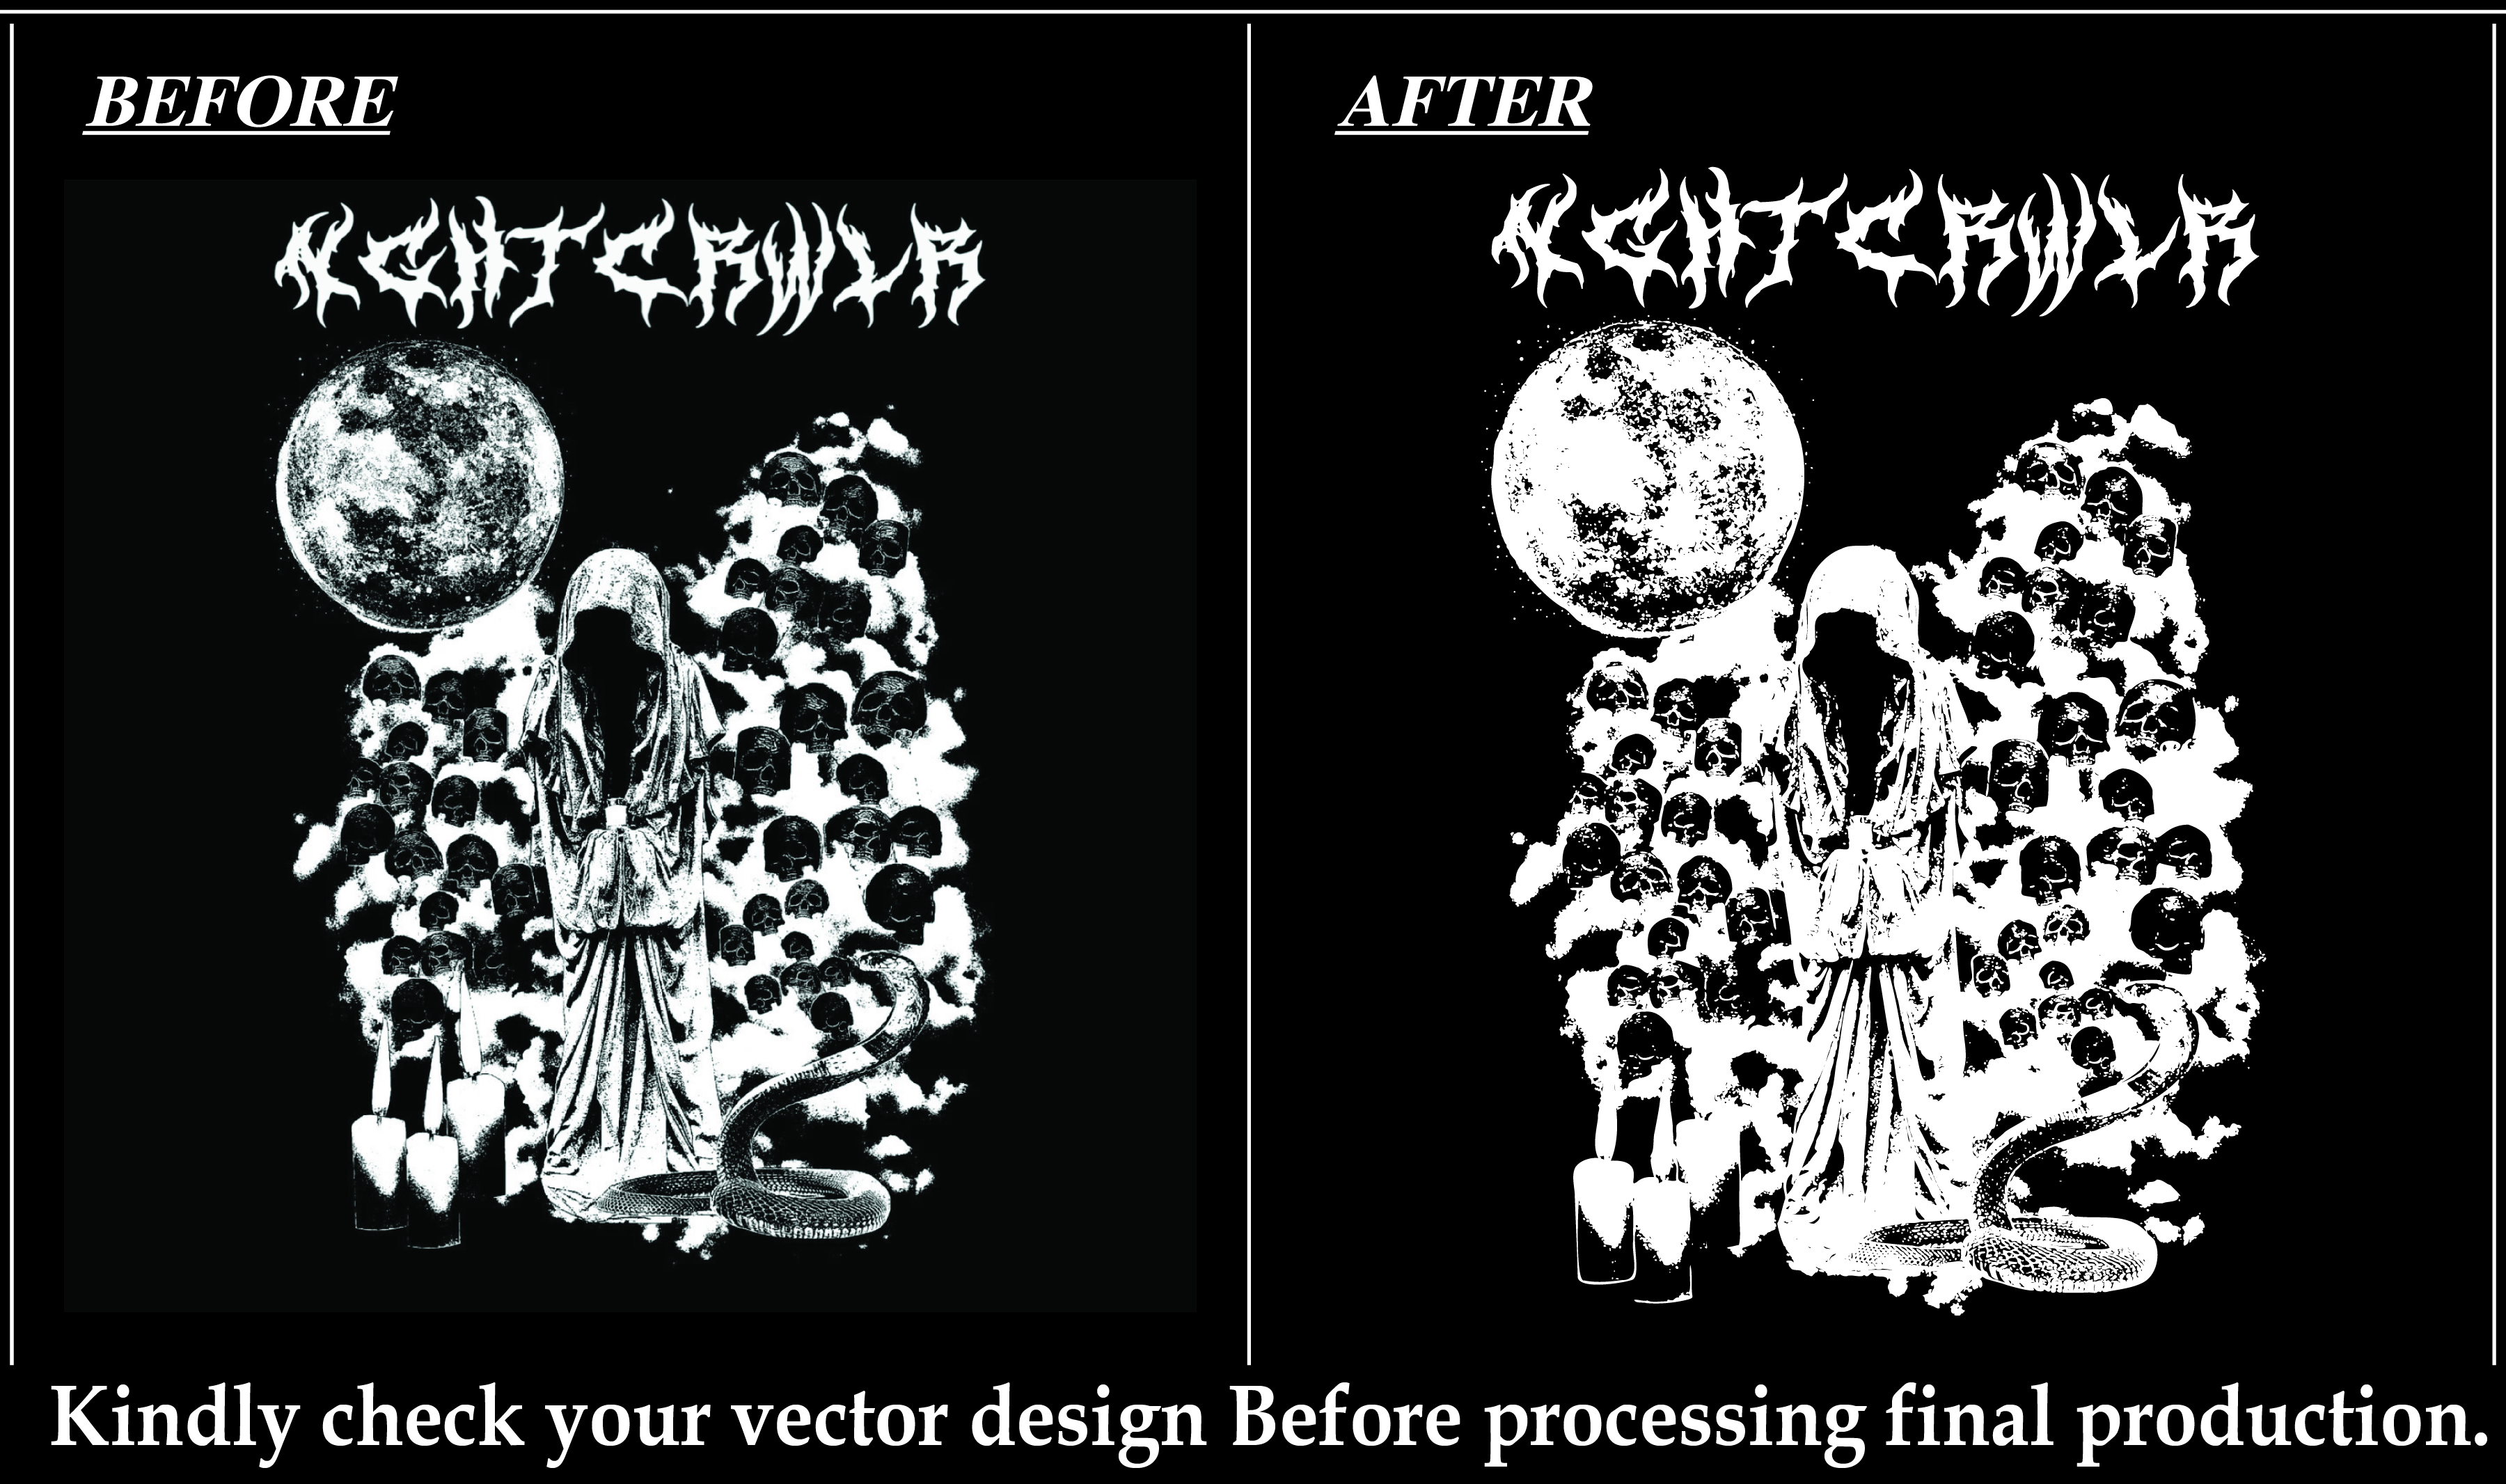 BEFORE
AFTER
NGHTCRWLR
NGHTCRWLR
Kindly check your vector design Before processing final production.